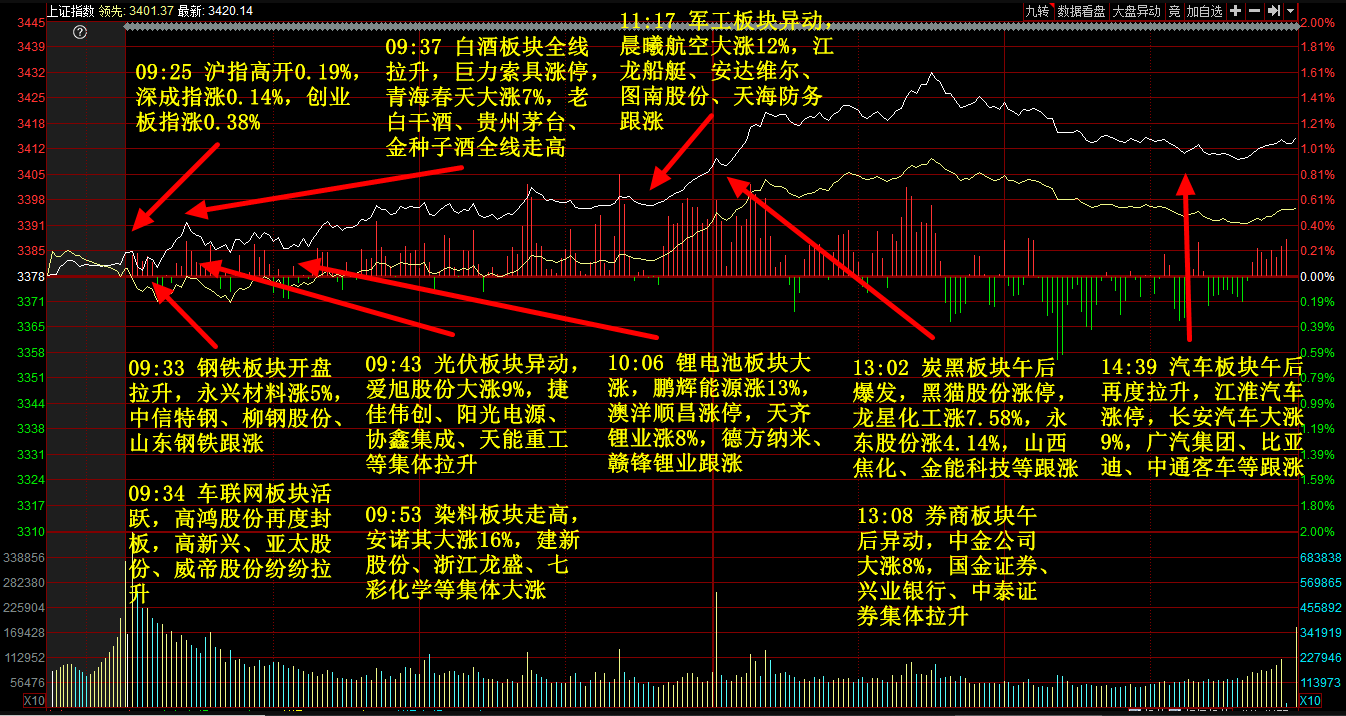 上证指数 领先: 3401.37 最新: 3420.14
九转 数据看盘 大盘异动 竞 加自选
3445
3439
3432
3425
3418
3412
3405
3398
3391
3385
3378
3371
3365
3358
3351
3344
3338
3331
3324
3317
3310
338856
282380
225904
169428
112952
56476
X10
09:25 沪指高开0.19%，
深成指涨0.14%，创业
板指涨0.38%
09:37 白酒板块全线
拉升，巨力索具涨停，
青海春天大涨7%，老
白干酒、贵州茅台、
金种子酒全线走高
11:17 军工板块异动，
晨曦航空大涨12%，江
龙船艇、安达维尔、
图南股份、天海防务
跟涨
09:33 钢铁板块开盘
拉升，永兴材料涨5%，
中信特钢、柳钢股份、
山东钢铁跟涨
09:34 车联网板块活
跃，高鸿股份再度封
板，高新兴、亚太股
份、威帝股份纷纷拉
升
09:43 光伏板块异动，
爱旭股份大涨9%，捷
佳伟创、阳光电源、
协鑫集成、天能重工
等集体拉升
09:53 染料板块走高，
安诺其大涨16%，建新
股份、浙江龙盛、七
彩化学等集体大涨
10:06 锂电池板块大
涨，鹏辉能源涨13%，
澳洋顺昌涨停，天齐
锂业涨8%，德方纳米、
赣锋锂业跟涨
13:02 炭黑板块午后
爆发，黑猫股份涨停，
龙星化工涨7.58%，永
东股份涨4.14%，山西
焦化、金能科技等跟涨
13:08 券商板块午
后异动，中金公司
大涨8%，国金证券、
兴业银行、中泰证
券集体拉升
14:39 汽车板块午后
再度拉升，江淮汽车
涨停，长安汽车大涨
9%，广汽集团、比亚
迪、中通客车等跟涨
2.00%
1.81%
1.61%
1.41%
1.21%
1.01%
0.81%
0.61%
0.40%
0.21%
0.00%
0.19%
0.39%
0.59%
0.79%
0.99%
1.19%
1.39%
1.59%
1.80%
2.00%
683838
569865
455892
341919
227946
113973
X10